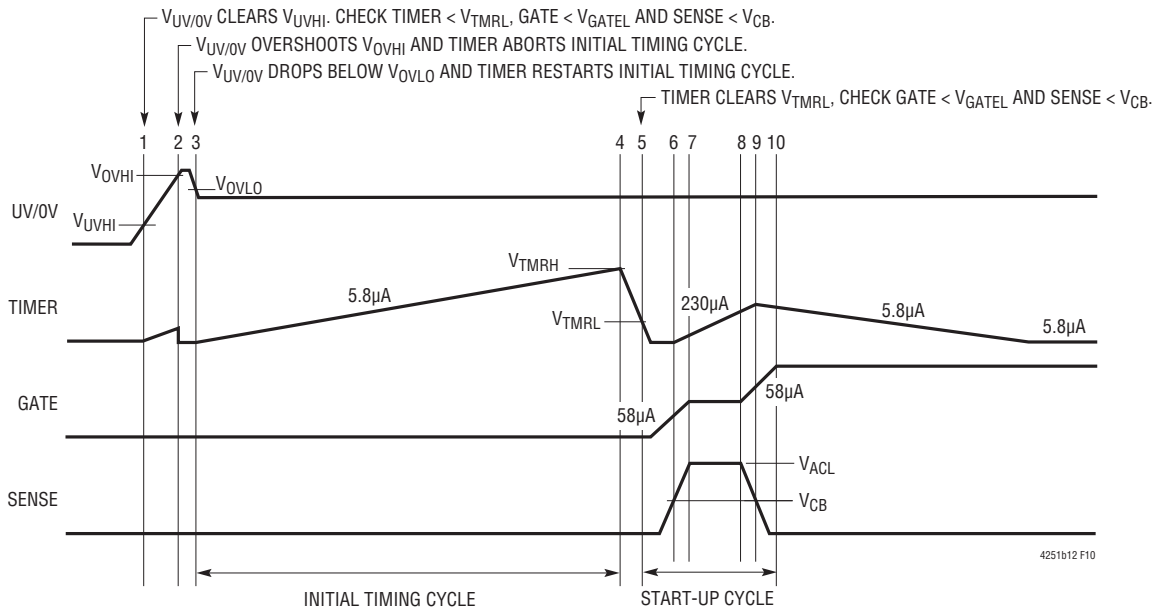 V_UV/0V CLEARS V_UVHI. CHECK TIMER < V_TMRL, GATE < V_GATEL AND SENSE < V_CB.
V_UV/0V OVERSHOOTS V_OVHI AND TIMER ABORTS INITIAL TIMING CYCLE.
V_UV/0V DROPS BELOW V_OVLO AND TIMER RESTARTS INITIAL TIMING CYCLE.
TIMER CLEARS V_TMRL, CHECK GATE < V_GATEL AND SENSE < V_CB.
1 2 3 4 5 6 7 8 9 10
V_OVHI
V_OVLO
UV/0V
V_UVHI
V_TMRH
5.8µA
230µA
TIMER
V_TMRL
5.8µA
5.8µA
GATE
58µA
58µA
V_ACL
SENSE
V_CB
4251b12 F10
INITIAL TIMING CYCLE
START-UP CYCLE